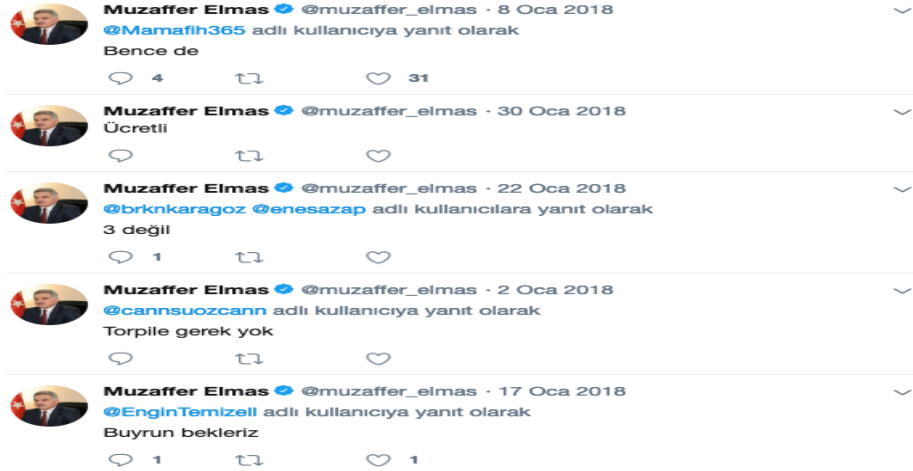 Muzaffer Elmas @muzaffer_elmas · 8 Oca 2018
@Mamafih365 adlı kullanıcıya yanıt olarak
Bence de
4 31
Muzaffer Elmas @muzaffer_elmas · 30 Oca 2018
Ücretli
Muzaffer Elmas @muzaffer_elmas · 22 Oca 2018
@brknkaragoz @enesazap adlı kullanıcılara yanıt olarak
3 değil
1
Muzaffer Elmas @muzaffer_elmas · 2 Oca 2018
@cannsuozcann adlı kullanıcıya yanıt olarak
Torpile gerek yok
Muzaffer Elmas @muzaffer_elmas · 17 Oca 2018
@EnginTemizell adlı kullanıcıya yanıt olarak
Buyrun bekleriz
1 1